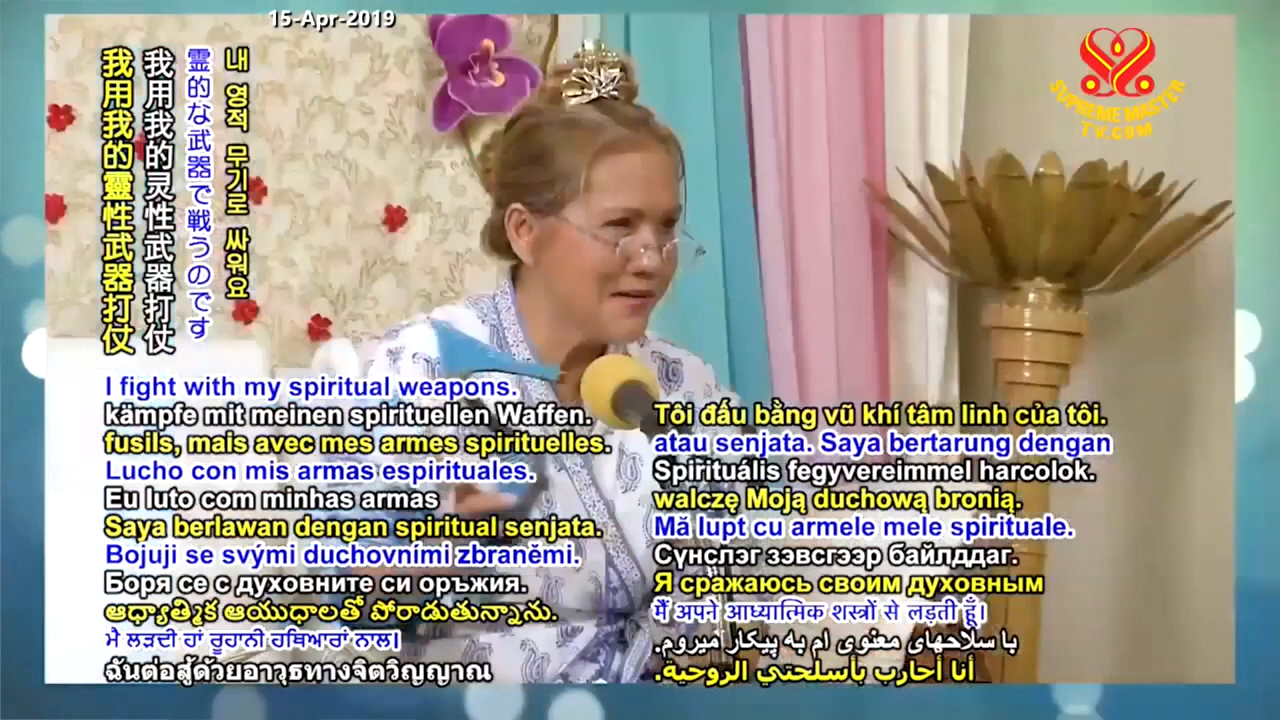 15-Apr-2019
SUPREME MASTER
TV.COM
내 영적 무기로 싸워요
霊的な武器で戦うのです
我用我的灵性武器打仗
我用我的靈性武器打仗
I fight with my spiritual weapons.
kämpfe mit meinen spirituellen Waffen.
fusils, mais avec mes armes spirituelles.
Lucho con mis armas espirituales.
Eu luto com minhas armas
Saya berlawan dengan spiritual senjata.
Bojuji se svými duchovními zbraněmi.
Боря се с духовните си оръжия.
ఆధ్యాత్మిక ఆయుధాలతో పోరాడుతున్నాను.
ਮੈ ਲੜਦੀ ਹਾਂ ਰੂਹਾਨੀ ਹਥਿਆਰਾਂ ਨਾਲ।
ฉันต่อสู้ด้วยอาวุธทางจิตวิญญาณ
Tôi đấu bằng vũ khí tâm linh của tôi.
atau senjata. Saya bertarung dengan
Spirituális fegyvereimmel harcolok.
walczę Moją duchową bronią.
Mă lupt cu armele mele spirituale.
Сүнслэг зэвсгээр байлддаг.
Я сражаюсь своим духовным
मैं अपने आध्यात्मिक शस्त्रों से लड़ती हूँ।
با سلاحهای معنوی ام به پیکار میروم.
أنا أحارب بأسلحتي الروحية.